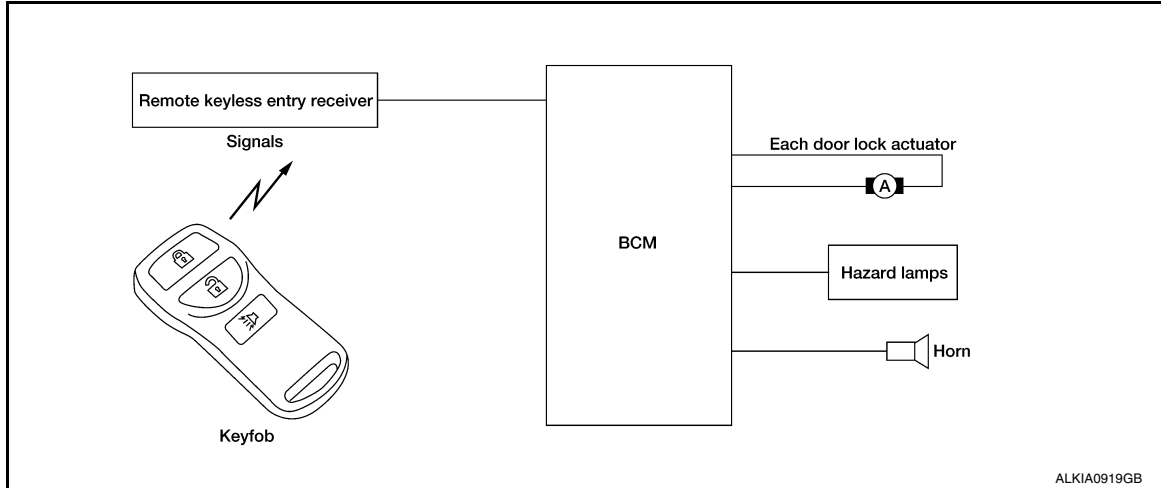 Remote keyless entry receiver
Signals
Keyfob
BCM
Each door lock actuator
A
Hazard lamps
Horn
ALKIA0919GB